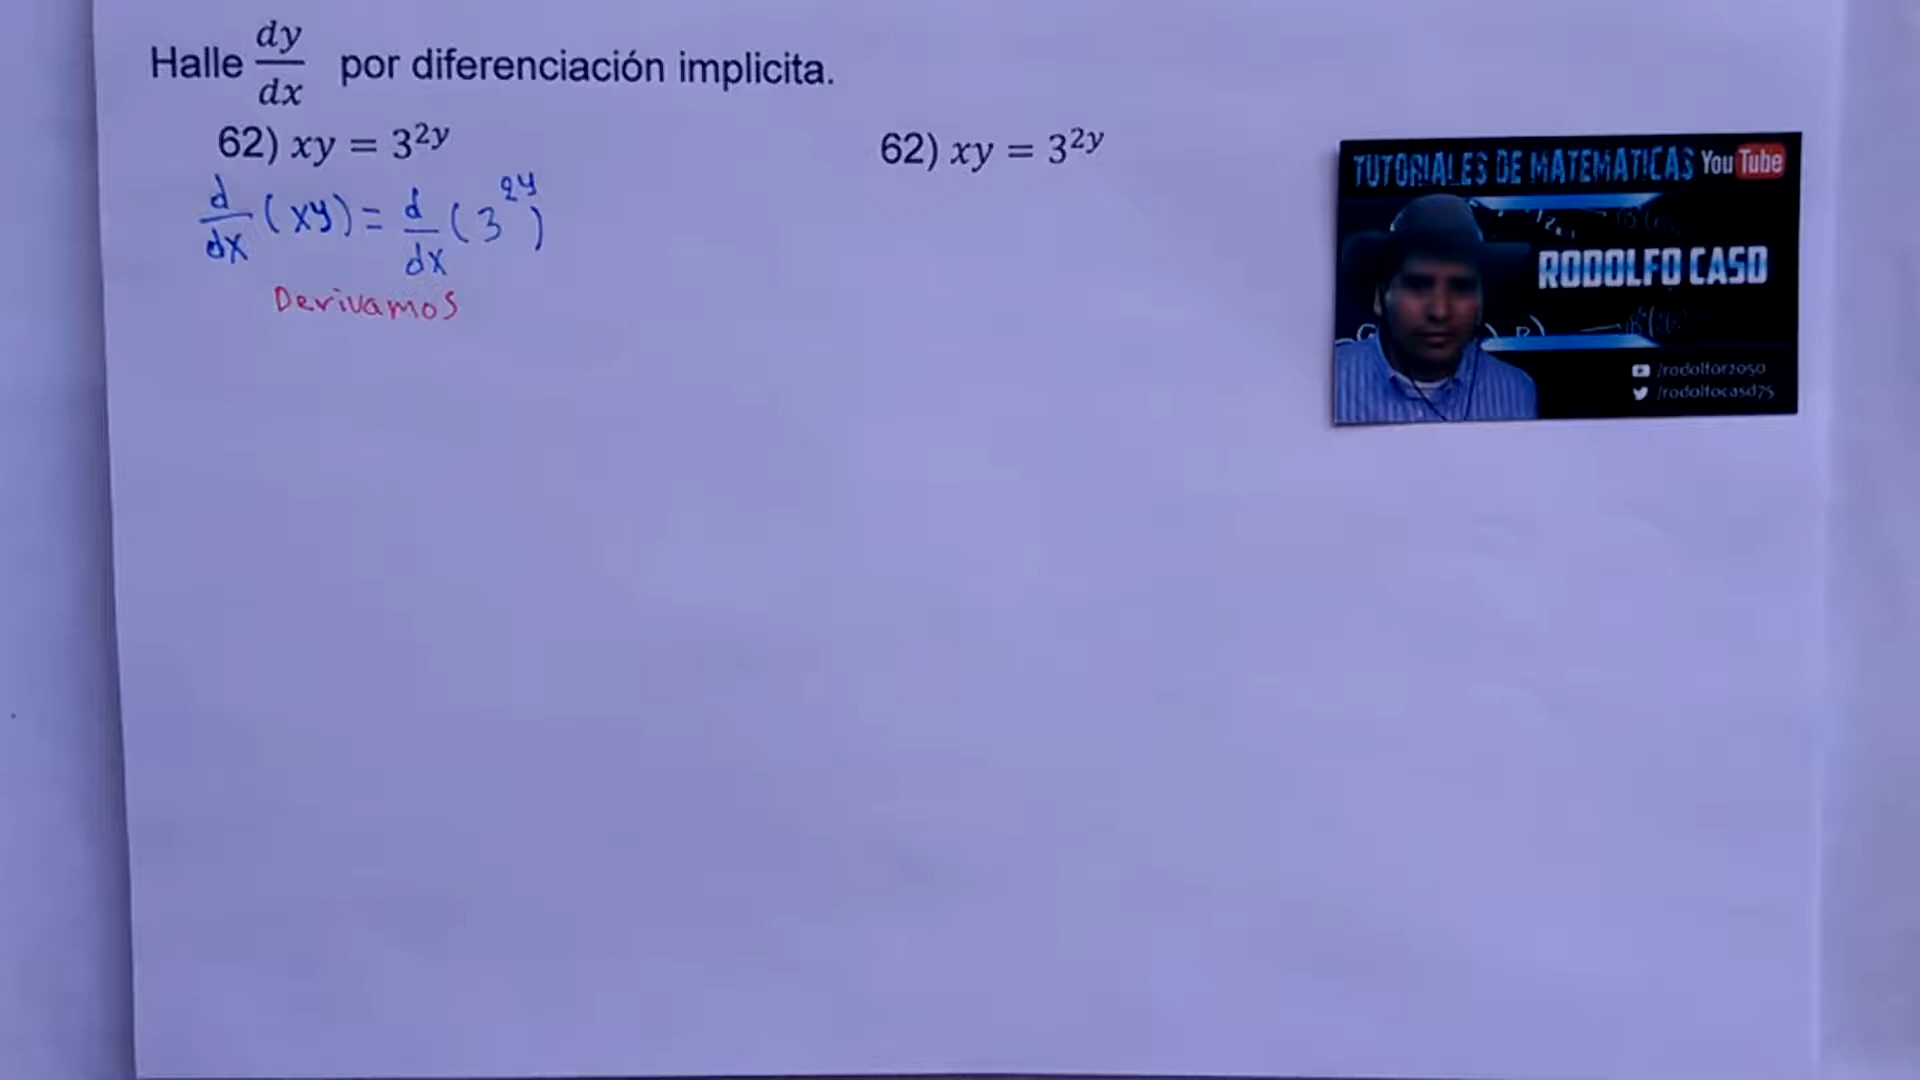 Halle dy/dx por diferenciación implicita.
62) xy = 3^{2y}
d/dx (xy) = d/dx (3^{2y})
Derivamos
62) xy = 3^{2y}
TUTORIALES DE MATEMATICAS YouTube
RODOLFO CASD
/rodolfor2050
/rodolfocasd75